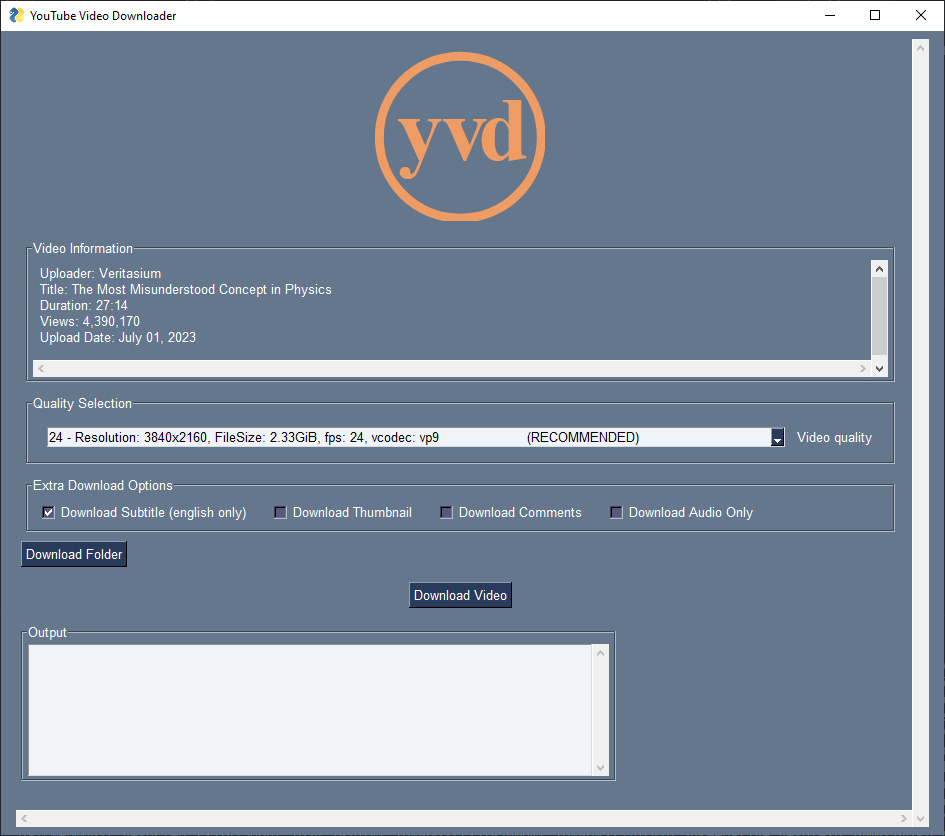 YouTube Video Downloader
yvd
Video Information
Uploader: Veritasium
Title: The Most Misunderstood Concept in Physics
Duration: 27:14
Views: 4,390,170
Upload Date: July 01, 2023
Quality Selection
24 - Resolution: 3840x2160, FileSize: 2.33GiB, fps: 24, vcodec: vp9 (RECOMMENDED) Video quality
Extra Download Options
Download Subtitle (english only) Download Thumbnail Download Comments Download Audio Only
Download Folder
Download Video
Output